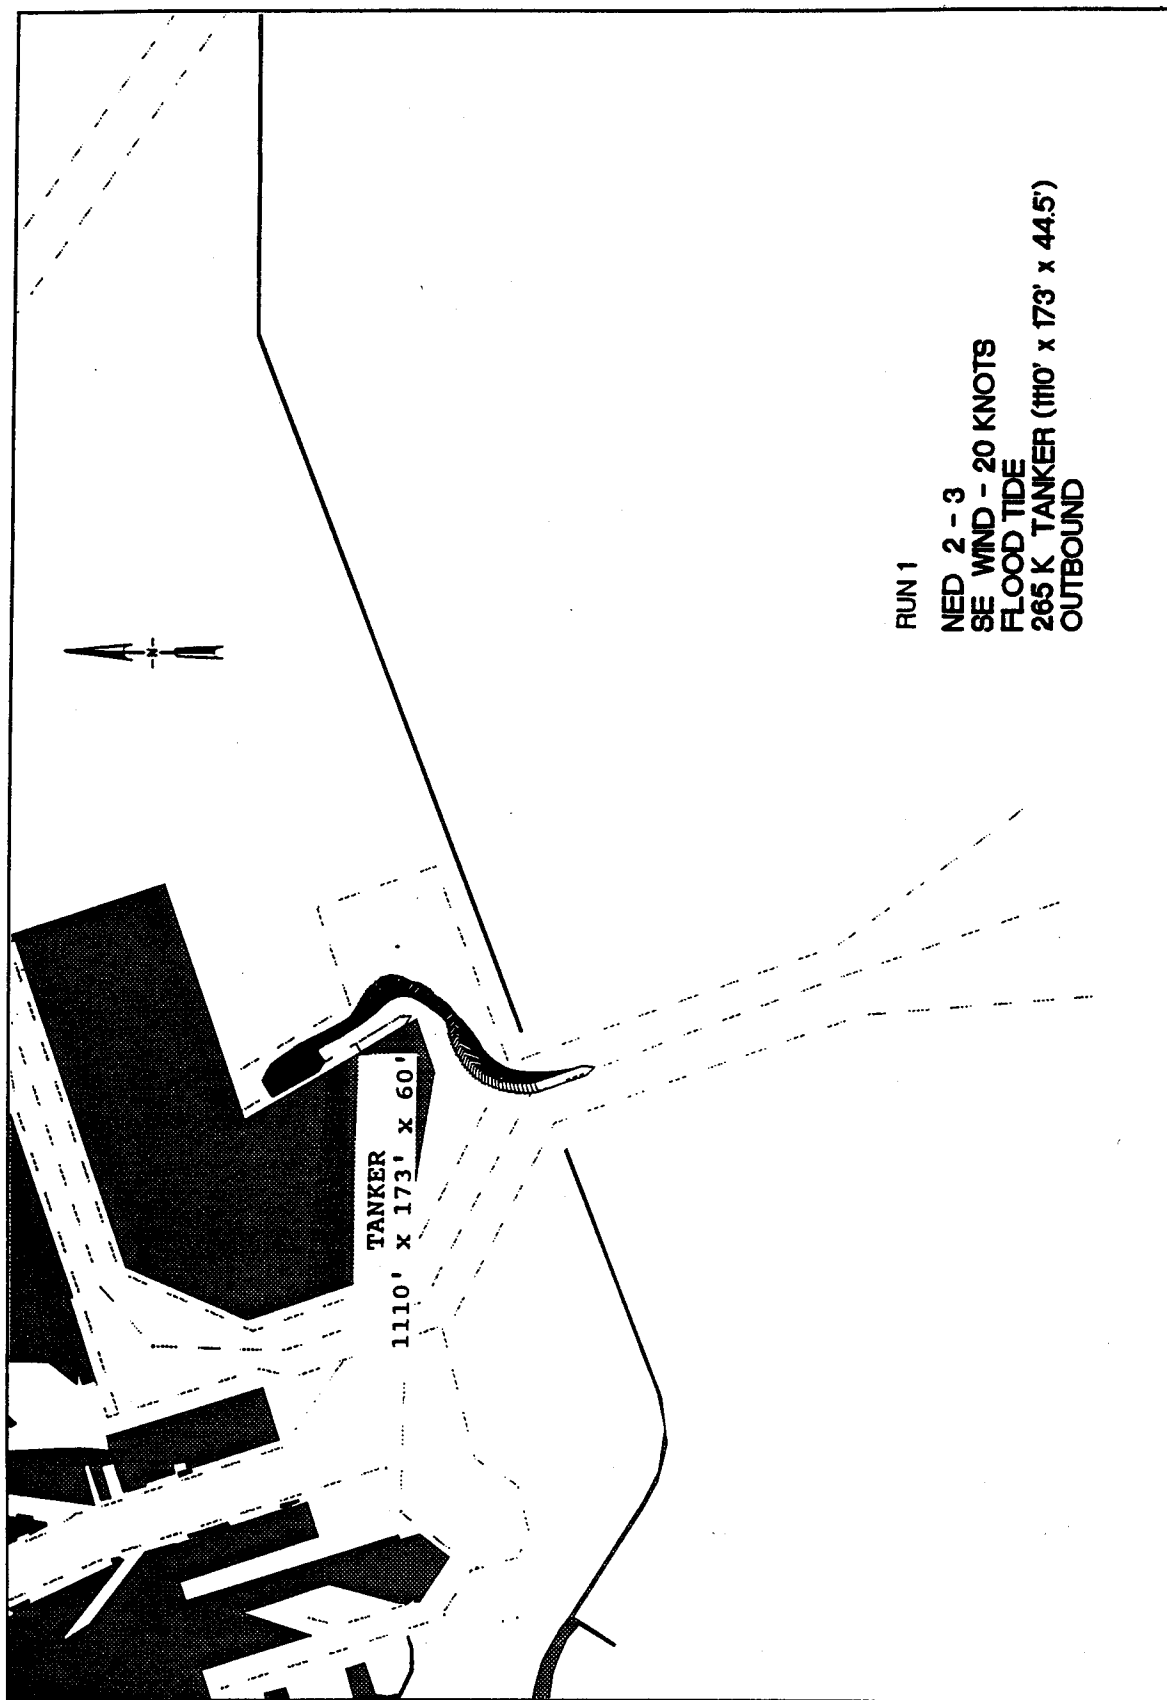 TANKER
1110' x 173' x 60'
N
RUN 1
NED 2 - 3
SE WIND - 20 KNOTS
FLOOD TIDE
265 K TANKER (1110' x 173' x 44.5')
OUTBOUND